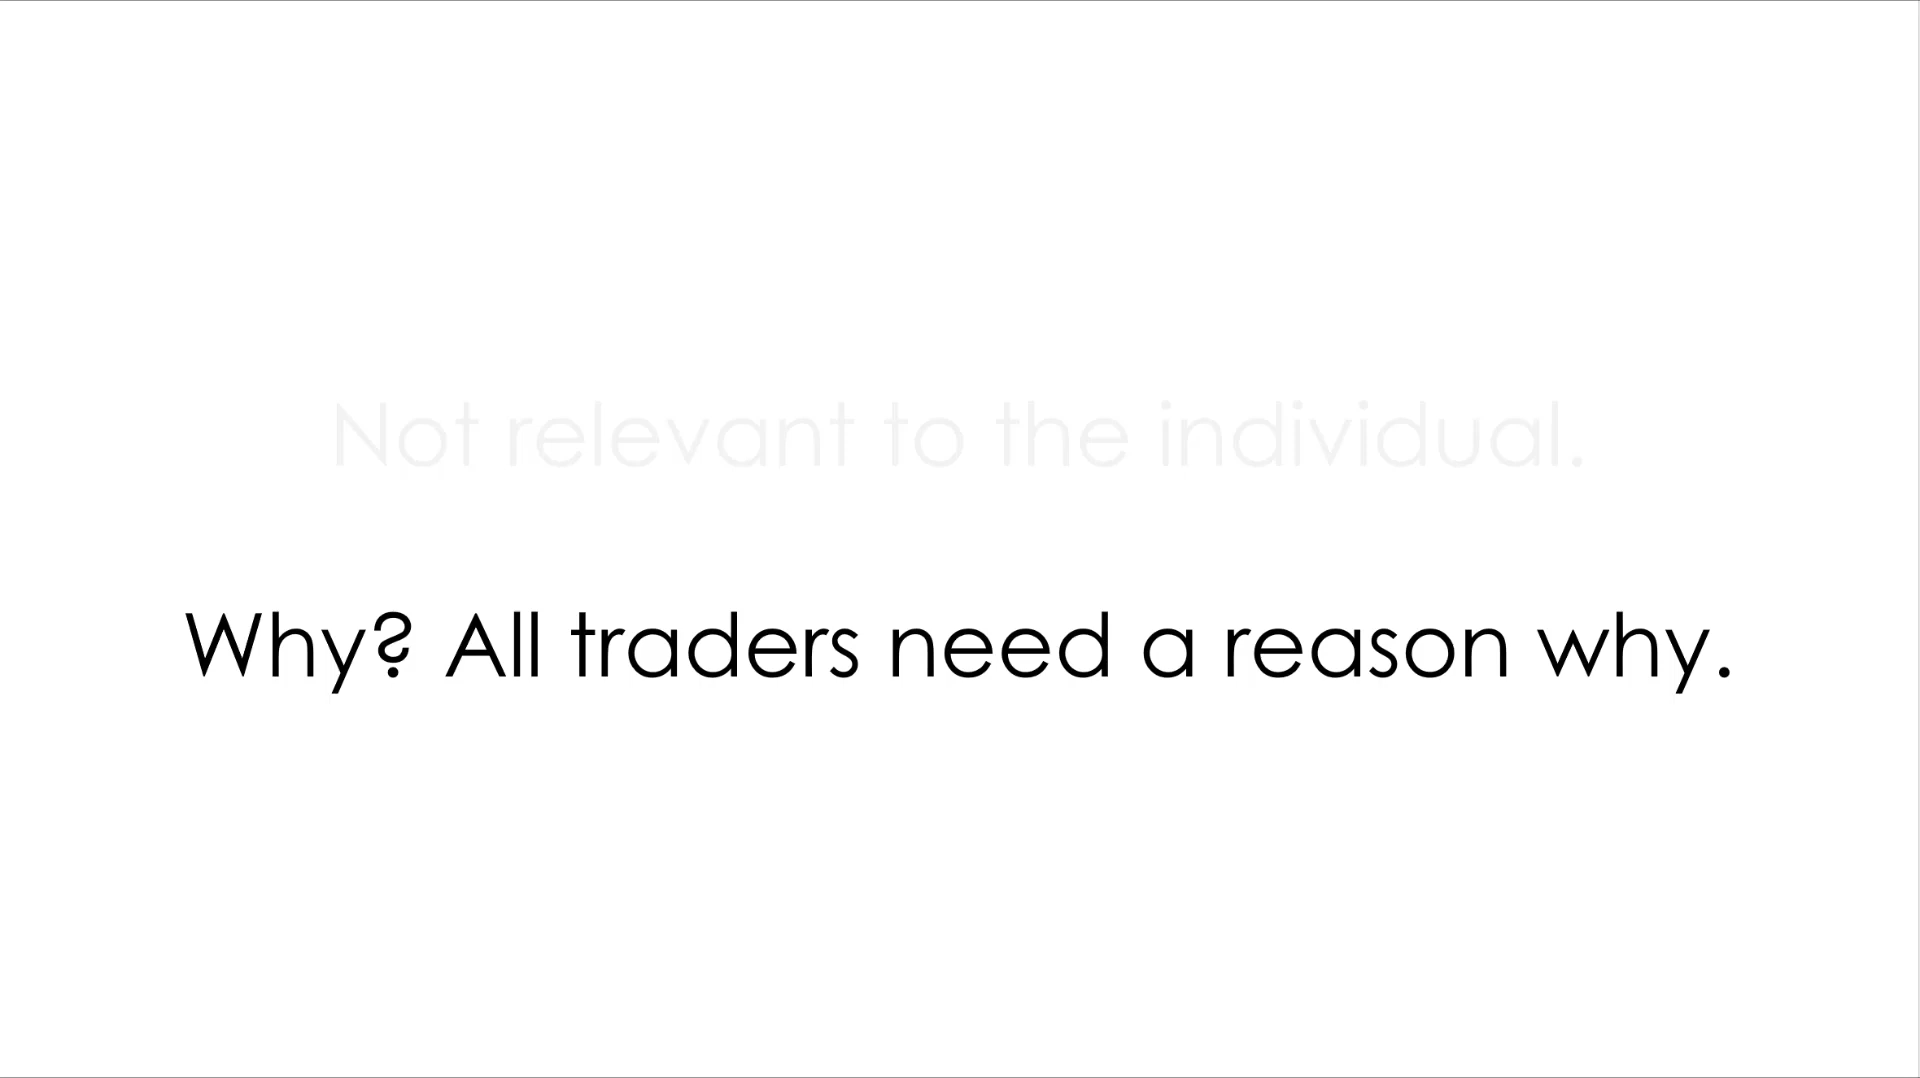 Not relevant to the individual.
Why? All traders need a reason why.